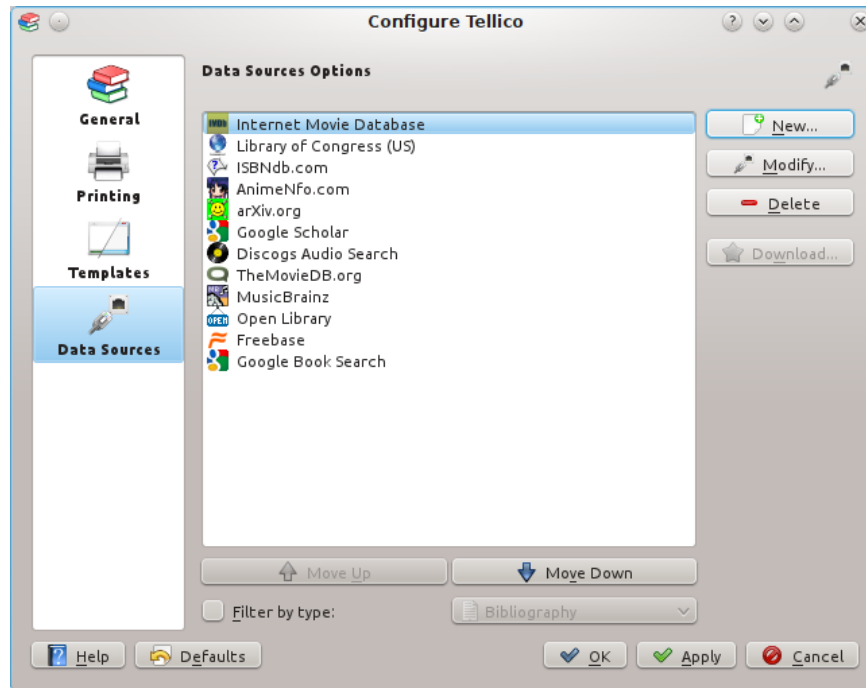 Configure Tellico
General
Printing
Templates
Data Sources
Data Sources Options
IMDb Internet Movie Database
Library of Congress (US)
ISBNdb.com
AnimeNfo.com
arXiv.org
Google Scholar
Discogs Audio Search
TheMovieDB.org
MusicBrainz
OPEN Open Library
Freebase
Google Book Search
New...
Modify...
Delete
Download...
Move Up
Move Down
Filter by type:
Bibliography
Help
Defaults
OK
Apply
Cancel